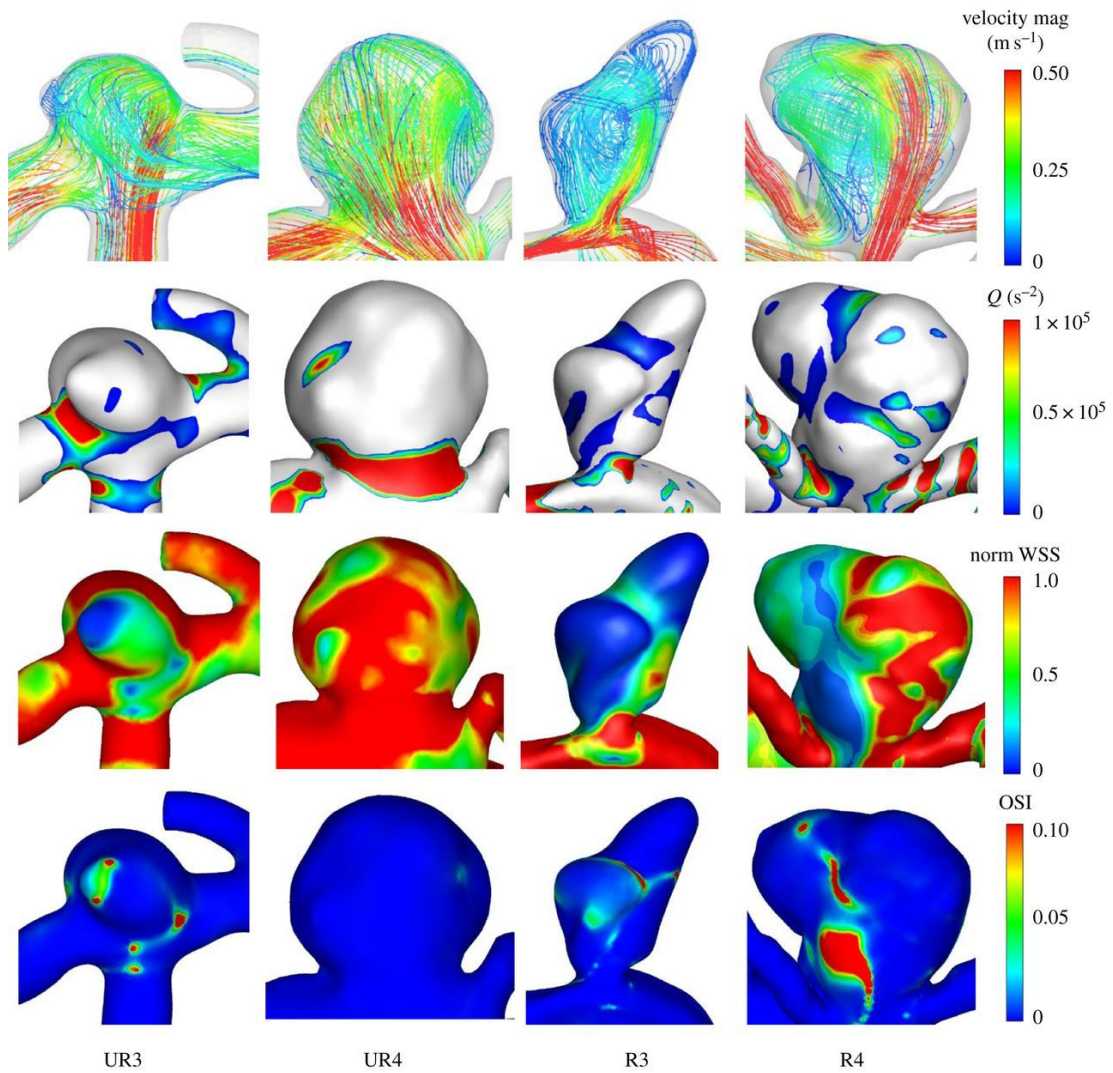 velocity mag
(m s⁻¹)
0.50
0.25
0
Q (s⁻²)
1 × 10⁵
0.5 × 10⁵
0
norm WSS
1.0
0.5
0
OSI
0.10
0.05
0
UR3 UR4 R3 R4